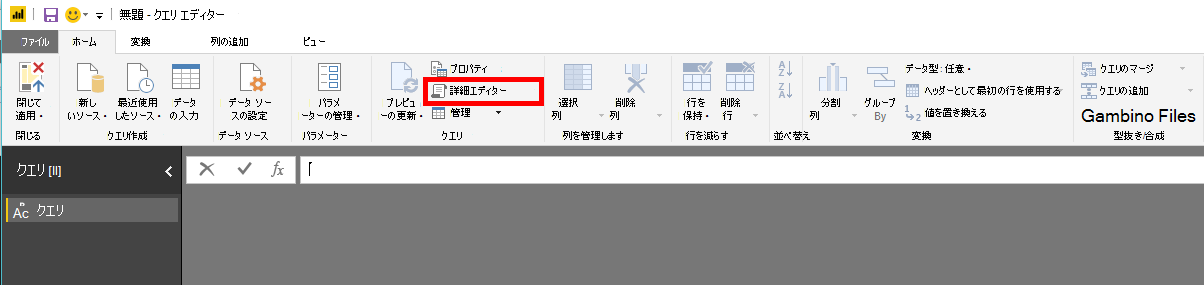 無題 - クエリ エディター
ファイル
ホーム
変換
列の追加
ビュー
閉じて
適用
閉じる
新し
いソース
最近使用
したソース
データ
の入力
クエリ作成
データ ソー
スの設定
データ ソース
パラメ
ーターの管理
パラメーター
プレビュ
ーの更新
プロパティ
詳細エディター
管理
クエリ
選択
列
削除
列
列を管理します
行を
保持
削除
行
行を減らす
A
Z
Z
A
並べ替え
分割
列
グループ
By
データ型: 任意
ヘッダーとして最初の行を使用する
1
2
値を置き換える
変換
クエリのマージ
クエリの追加
Gambino Files
型抜き/合成
クエリ [II]
fx
Ac
クエリ